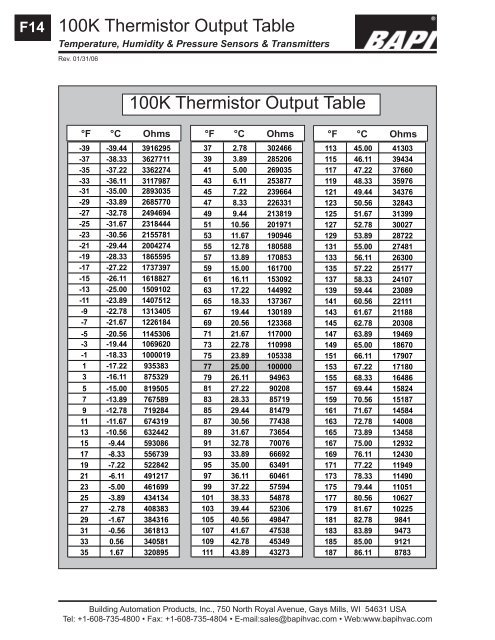 F14 100K Thermistor Output Table
Temperature, Humidity & Pressure Sensors & Transmitters
Rev. 01/31/06
BAPI®
100K Thermistor Output Table
°F °C Ohms
-39 -39.44 3916295
-37 -38.33 3627711
-35 -37.22 3362274
-33 -36.11 3117987
-31 -35.00 2893035
-29 -33.89 2685770
-27 -32.78 2494694
-25 -31.67 2318444
-23 -30.56 2155781
-21 -29.44 2004274
-19 -28.33 1865595
-17 -27.22 1737397
-15 -26.11 1618827
-13 -25.00 1509102
-11 -23.89 1407512
-9 -22.78 1313405
-7 -21.67 1226184
-5 -20.56 1145306
-3 -19.44 1069620
-1 -18.33 1000019
1 -17.22 935383
3 -16.11 875329
5 -15.00 819505
7 -13.89 767589
9 -12.78 719284
11 -11.67 674319
13 -10.56 632442
15 -9.44 593086
17 -8.33 556739
19 -7.22 522842
21 -6.11 491217
23 -5.00 461699
25 -3.89 434134
27 -2.78 408383
29 -1.67 384316
31 -0.56 361813
33 0.56 340581
35 1.67 320895
°F °C Ohms
37 2.78 302466
39 3.89 285206
41 5.00 269035
43 6.11 253877
45 7.22 239664
47 8.33 226331
49 9.44 213819
51 10.56 201971
53 11.67 190946
55 12.78 180588
57 13.89 170853
59 15.00 161700
61 16.11 153092
63 17.22 144992
65 18.33 137367
67 19.44 130189
69 20.56 123368
71 21.67 117000
73 22.78 110998
75 23.89 105338
77 25.00 100000
79 26.11 94963
81 27.22 90208
83 28.33 85719
85 29.44 81479
87 30.56 77438
89 31.67 73654
91 32.78 70076
93 33.89 66692
95 35.00 63491
97 36.11 60461
99 37.22 57594
101 38.33 54878
103 39.44 52306
105 40.56 49847
107 41.67 47538
109 42.78 45349
111 43.89 43273
°F °C Ohms
113 45.00 41303
115 46.11 39434
117 47.22 37660
119 48.33 35976
121 49.44 34376
123 50.56 32843
125 51.67 31399
127 52.78 30027
129 53.89 28722
131 55.00 27481
133 56.11 26300
135 57.22 25177
137 58.33 24107
139 59.44 23089
141 60.56 22111
143 61.67 21188
145 62.78 20308
147 63.89 19469
149 65.00 18670
151 66.11 17907
153 67.22 17180
155 68.33 16486
157 69.44 15824
159 70.56 15187
161 71.67 14584
163 72.78 14008
165 73.89 13458
167 75.00 12932
169 76.11 12430
171 77.22 11949
173 78.33 11490
175 79.44 11051
177 80.56 10627
179 81.67 10225
181 82.78 9841
183 83.89 9473
185 85.00 9121
187 86.11 8783
Building Automation Products, Inc., 750 North Royal Avenue, Gays Mills, WI 54631 USA
Tel: +1-608-735-4800 • Fax: +1-608-735-4804 • E-mail:sales@bapihvac.com • Web:www.bapihvac.com